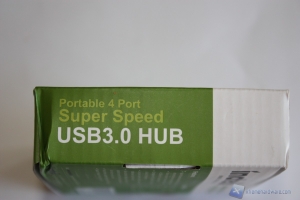 Portable 4 Port
Super Speed
USB3.0 HUB